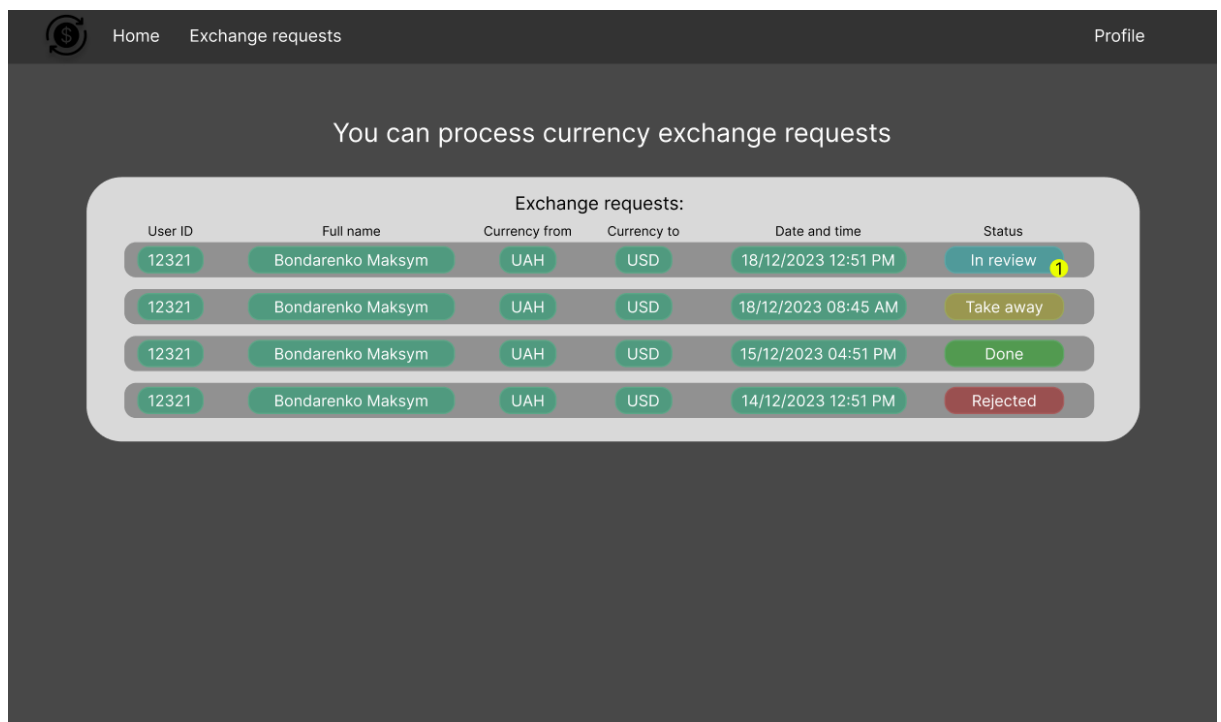 $ Home Exchange requests Profile
You can process currency exchange requests
Exchange requests:
User ID Full name Currency from Currency to Date and time Status
12321 Bondarenko Maksym UAH USD 18/12/2023 12:51 PM In review 1
12321 Bondarenko Maksym UAH USD 18/12/2023 08:45 AM Take away
12321 Bondarenko Maksym UAH USD 15/12/2023 04:51 PM Done
12321 Bondarenko Maksym UAH USD 14/12/2023 12:51 PM Rejected